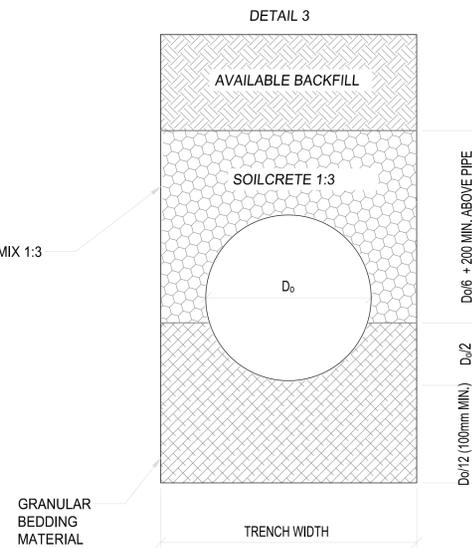 DETAIL 3
AVAILABLE BACKFILL
SOILCRETE 1:3
MIX 1:3
D₀
Do/6 + 200 MIN. ABOVE PIPE
D₀/2
Do/12 (100mm MIN.)
GRANULAR
BEDDING
MATERIAL
TRENCH WIDTH